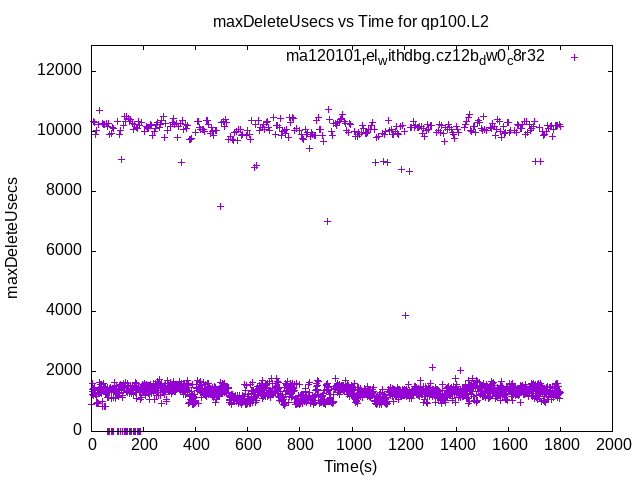 maxDeleteUsecs vs Time for qp100.L2
ma120101rel_withdbg.cz12b_dw0_c8r32
12000
10000
8000
6000
4000
2000
0
maxDeleteUsecs
0 200 400 600 800 1000 1200 1400 1600 1800 2000
Time(s)